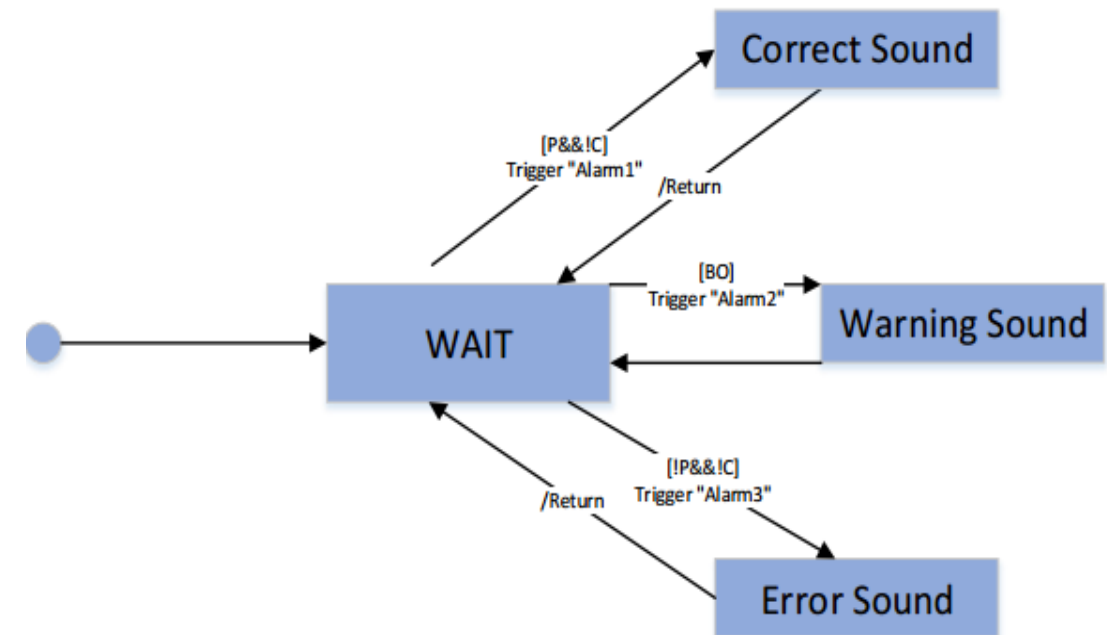 Correct Sound
[P&&!C]
Trigger "Alarm1"
/Return
[BO]
Trigger "Alarm2"
Warning Sound
WAIT
[!P&&!C]
Trigger "Alarm3"
/Return
Error Sound